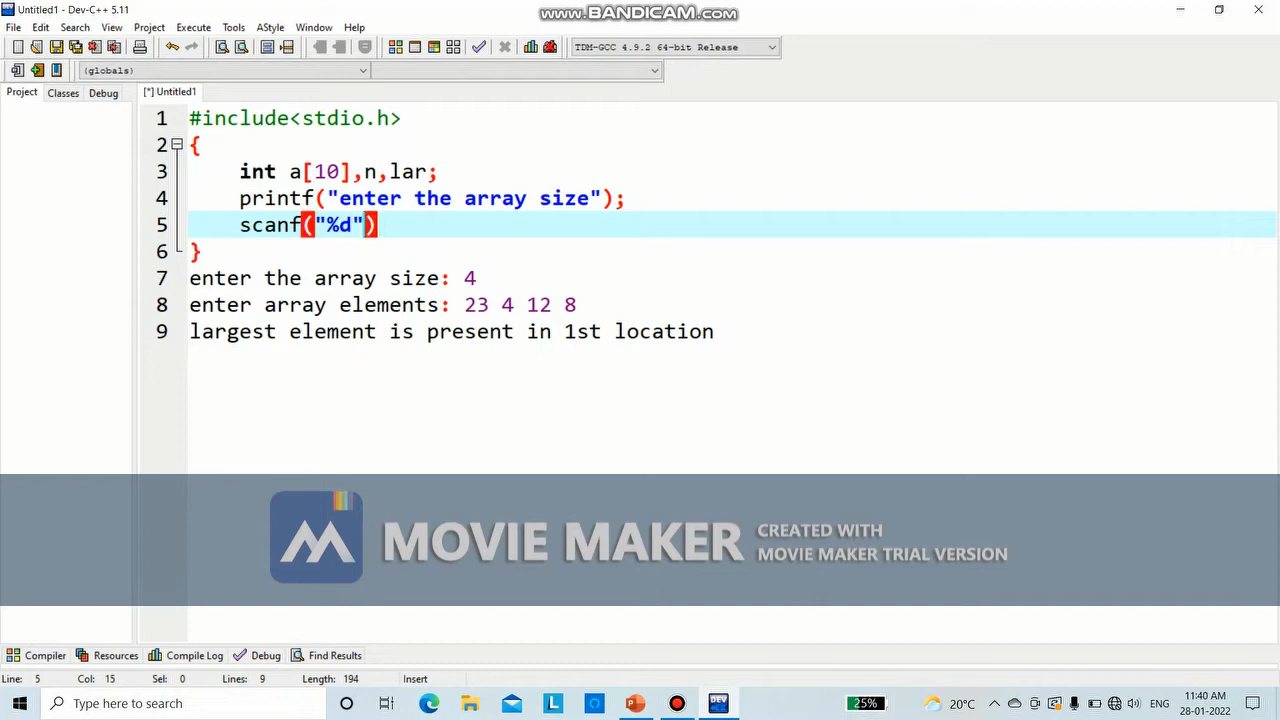 Untitled1 - Dev-C++ 5.11
www.BANDICAM.com
File Edit Search View Project Execute Tools AStyle Window Help
TDM-GCC 4.9.2 64-bit Release
(globals)
Project Classes Debug [*] Untitled1
1 #include<stdio.h>
2 {
3 int a[10],n,lar;
4 printf("enter the array size");
5 scanf("%d")
6 }
7 enter the array size: 4
8 enter array elements: 23 4 12 8
9 largest element is present in 1st location
MOVIE MAKER
CREATED WITH
MOVIE MAKER TRIAL VERSION
Compiler Resources Compile Log Debug Find Results
Line: 5 Col: 15 Sel: 0 Lines: 9 Length: 194 Insert
Type here to search L DEV 25% 20°C ENG
11:40 AM
28-01-2022